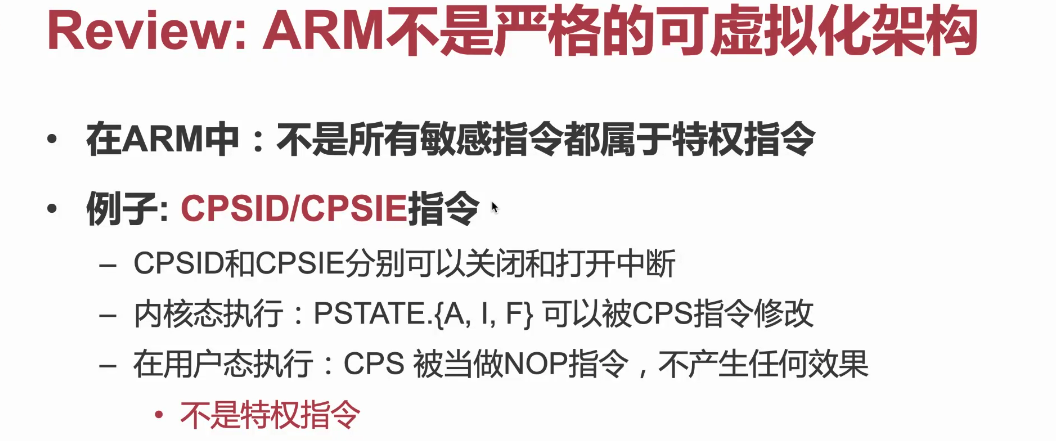 Review: ARM不是严格的可虚拟化架构
• 在ARM中：不是所有敏感指令都属于特权指令
• 例子: CPSID/CPSIE指令
– CPSID和CPSIE分别可以关闭和打开中断
– 内核态执行：PSTATE.{A, I, F} 可以被CPS指令修改
– 在用户态执行：CPS 被当做NOP指令，不产生任何效果
• 不是特权指令